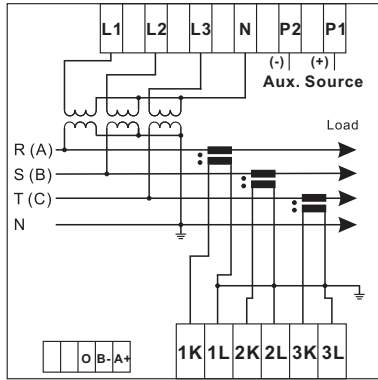 L1 L2 L3 N P2 P1
(-) (+)
Aux. Source
Load
R (A)
S (B)
T (C)
N
1K 1L 2K 2L 3K 3L
O B- A+